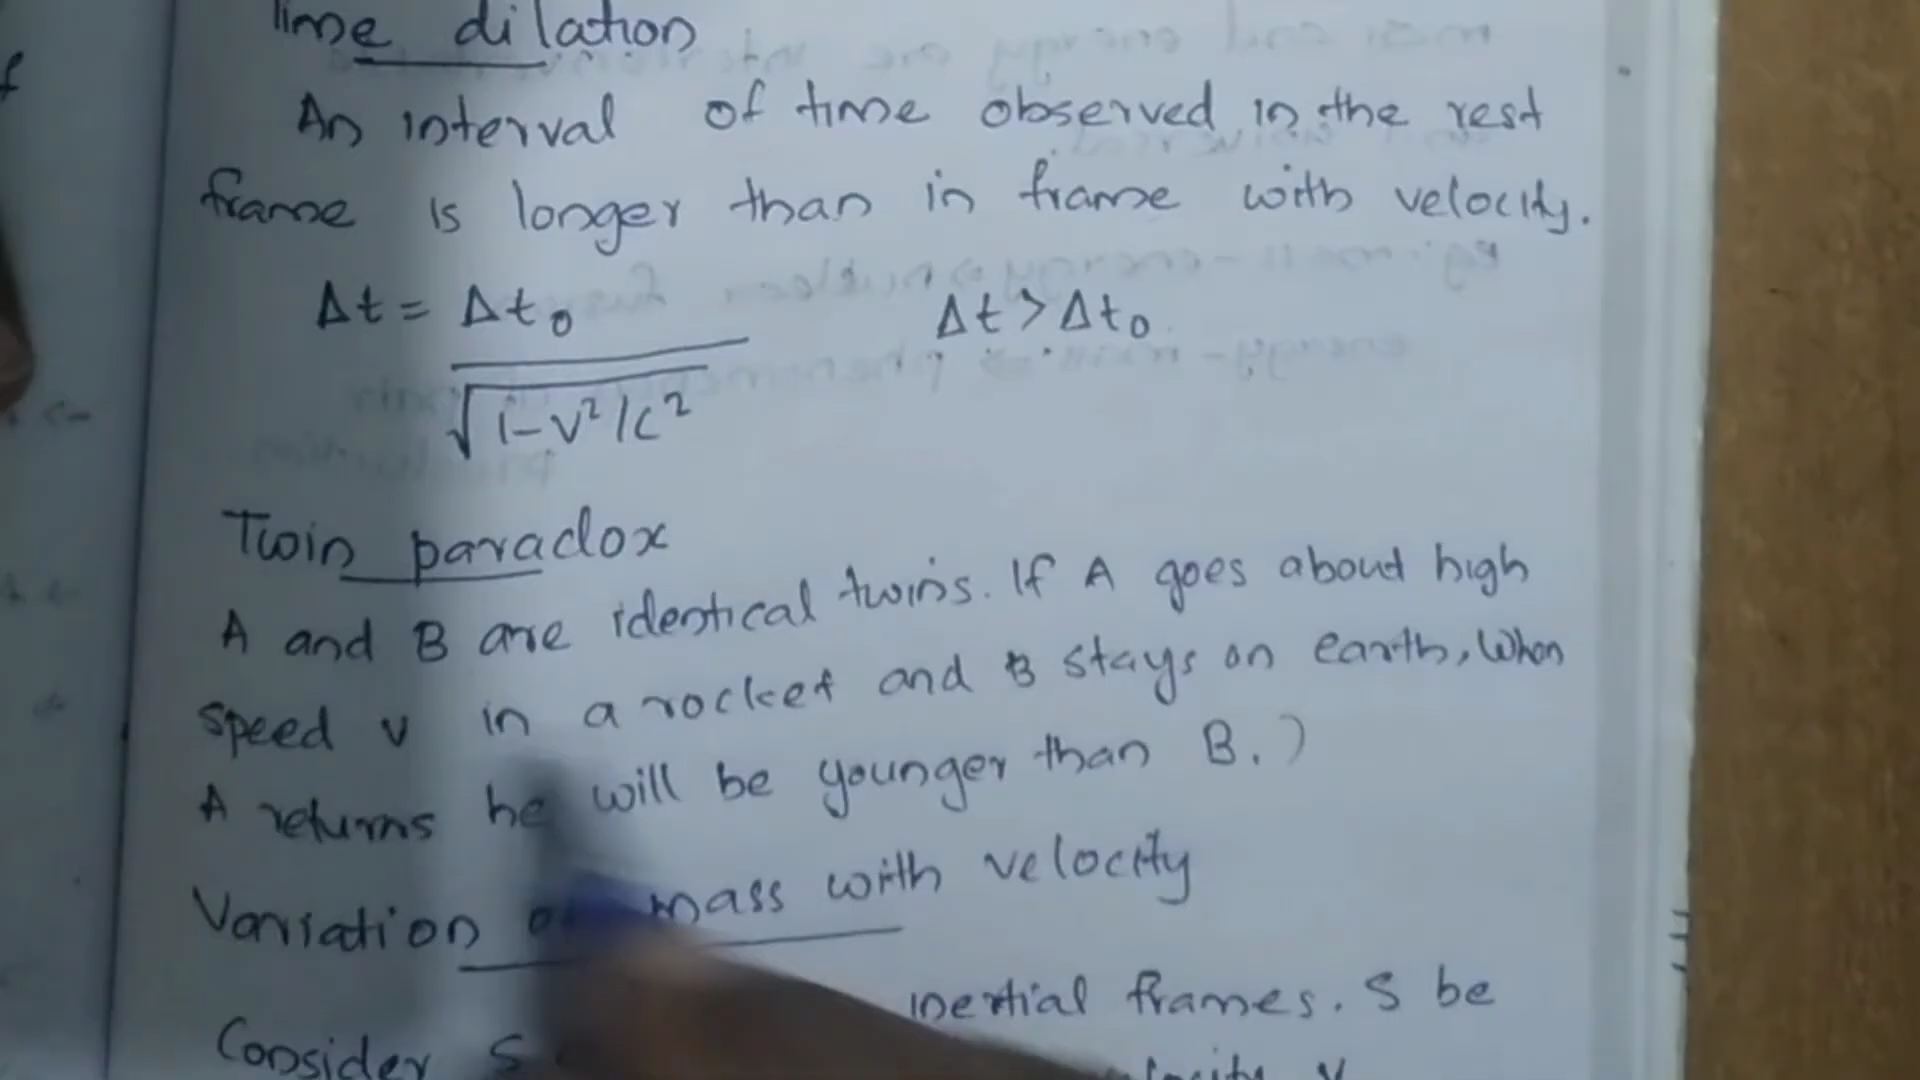 Time dilation
An interval of time observed in the rest
frame is longer than in frame with velocity.
Δt = Δt₀ Δt > Δt₀
√1-v²/c²
Twin paradox
A and B are identical twins. If A goes about high
speed v in a rocket and B stays on earth, When
A returns he will be younger than B.)
Variation mass with velocity
Consider S inertial frames. S be
v